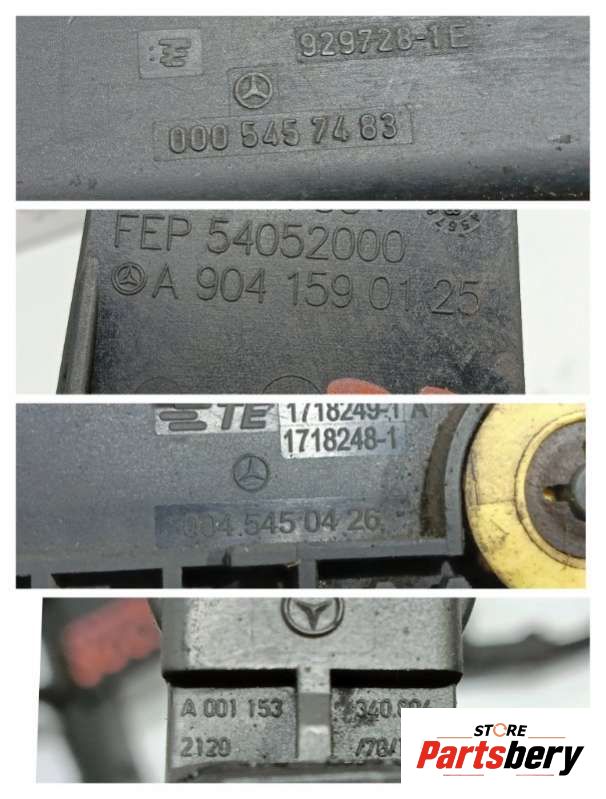 929728-1E
000 545 74 83
FEP 54052000
A 904 159 01 25
TE 1718249-1 A
1718248-1
004 545 04 26
A 001 153
2120
STORE
Partsbery